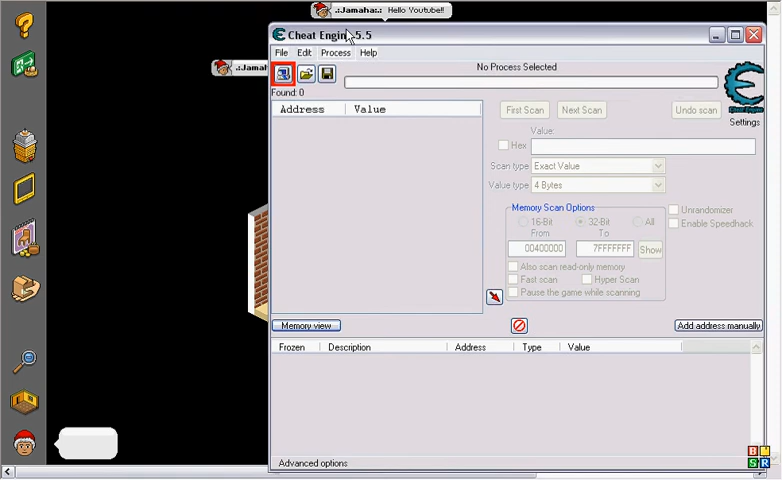 .:Jamaha:.: Hello Youtube!!
Cheat Engin 5.5
.:Jamah
File Edit Process Help
No Process Selected
Found: 0
Address Value
First Scan Next Scan Undo scan
Settings
Value:
Hex
Scan type Exact Value
Value type 4 Bytes
Memory Scan Options
16-Bit 32-Bit All
From To
00400000 7FFFFFFF Show
Unrandomizer
Enable Speedhack
Also scan read-only memory
Fast scan Hyper Scan
Pause the game while scanning
Memory view Add address manually
Frozen Description Address Type Value
Advanced options